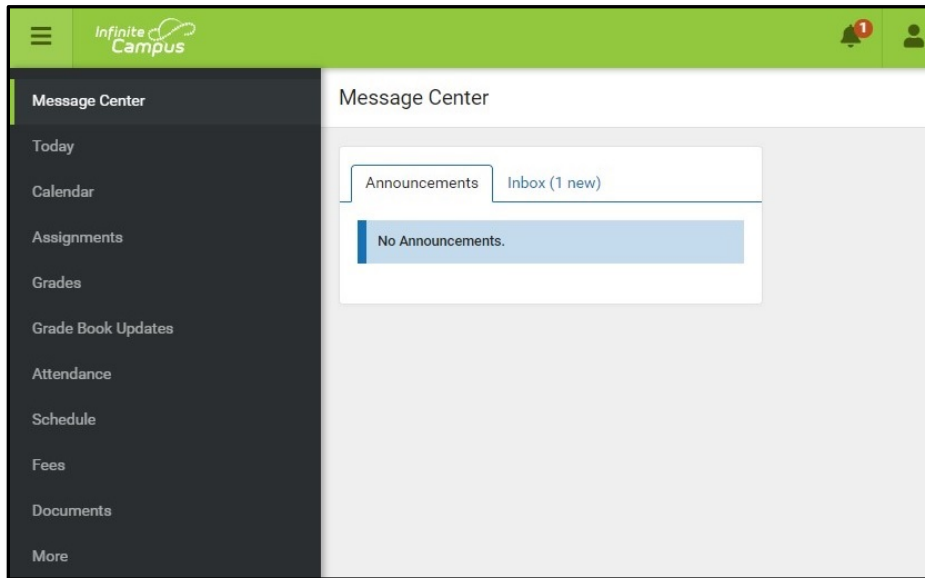 Infinite
Campus
1
Message Center
Today
Calendar
Assignments
Grades
Grade Book Updates
Attendance
Schedule
Fees
Documents
More
Message Center
Announcements
Inbox (1 new)
No Announcements.